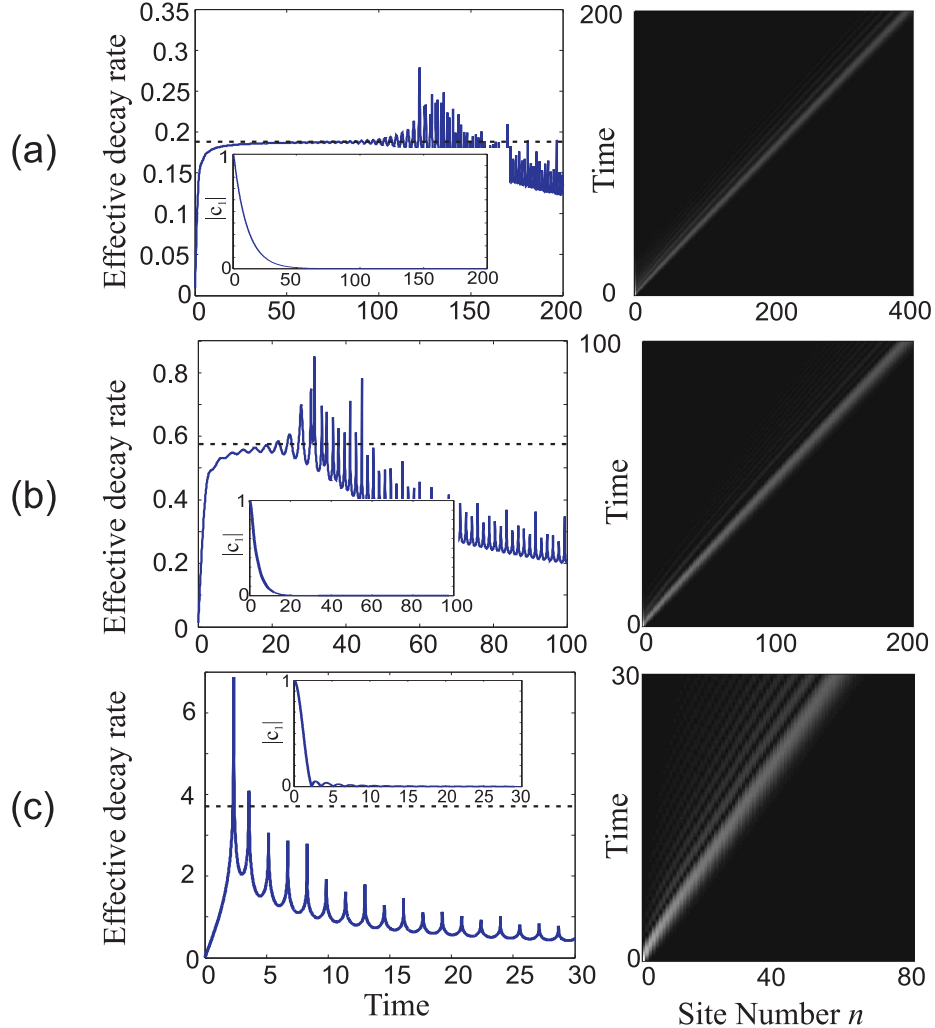 (a)
Effective decay rate
0.35
0.3
0.25
0.2
0.15
0.1
0.05
0
0 50 100 150 200
|c₁|
1
0
0 50 100 150 200
Time
200
0
200 400
(b)
Effective decay rate
0.8
0.6
0.4
0.2
0
0 20 40 60 80 100
|c₁|
1
0
0 20 40 60 80 100
Time
100
0
0 100 200
(c)
Effective decay rate
6
4
2
0
0 5 10 15 20 25 30
Time
|c₁|
1
0
0 5 10 15 20 25 30
Time
30
0
0 40 80
Site Number n